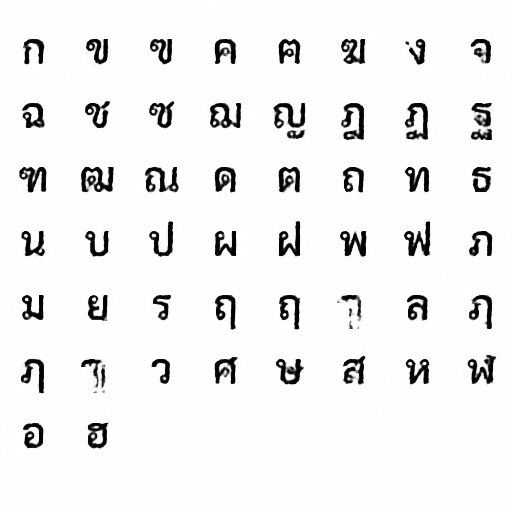 ก ข ฃ ค ฅ ฆ ง จ
ฉ ช ซ ฌ ญ ฎ ฏ ฐ
ฑ ฒ ณ ด ต ถ ท ธ
น บ ป ผ ฝ พ ฟ ภ
ม ย ร ฤ ฤ ล ฦ
ฦ ว ศ ษ ส ห ฬ
อ ฮ